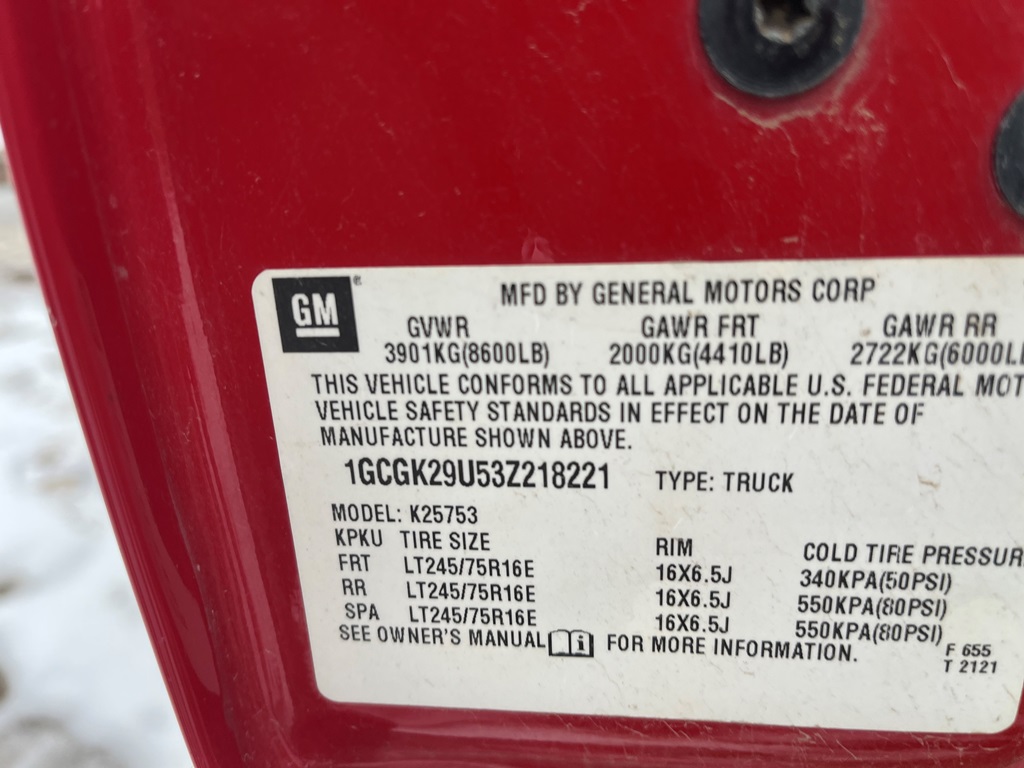 GM®
MFD BY GENERAL MOTORS CORP
GVWR GAWR FRT GAWR RR
3901KG(8600LB) 2000KG(4410LB) 2722KG(6000L
THIS VEHICLE CONFORMS TO ALL APPLICABLE U.S. FEDERAL MOT
VEHICLE SAFETY STANDARDS IN EFFECT ON THE DATE OF
MANUFACTURE SHOWN ABOVE.
1GCGK29U53Z218221 TYPE: TRUCK
MODEL: K25753
KPKU TIRE SIZE RIM COLD TIRE PRESSUR
FRT LT245/75R16E 16X6.5J 340KPA(50PSI)
RR LT245/75R16E 16X6.5J 550KPA(80PSI)
SPA LT245/75R16E 16X6.5J 550KPA(80PSI)
SEE OWNER'S MANUAL FOR MORE INFORMATION.
F 655
T 2121